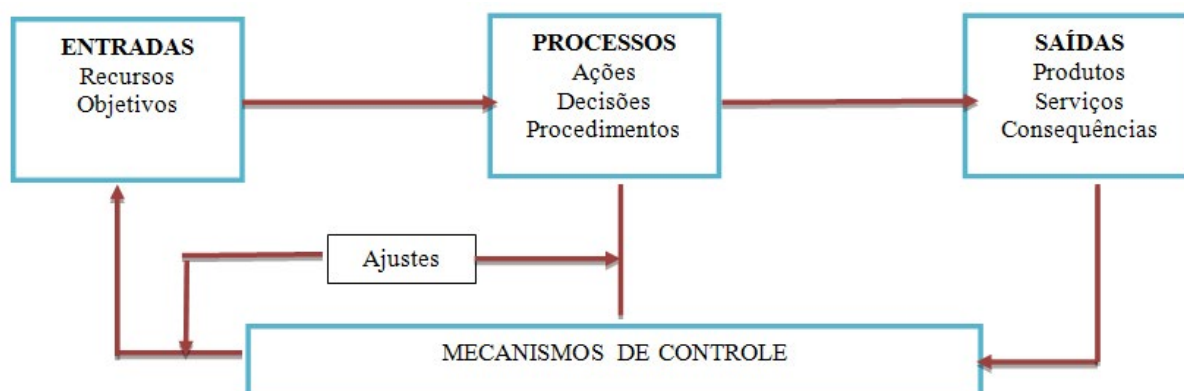 ENTRADAS
Recursos
Objetivos
PROCESSOS
Ações
Decisões
Procedimentos
SAÍDAS
Produtos
Serviços
Consequências
Ajustes
MECANISMOS DE CONTROLE